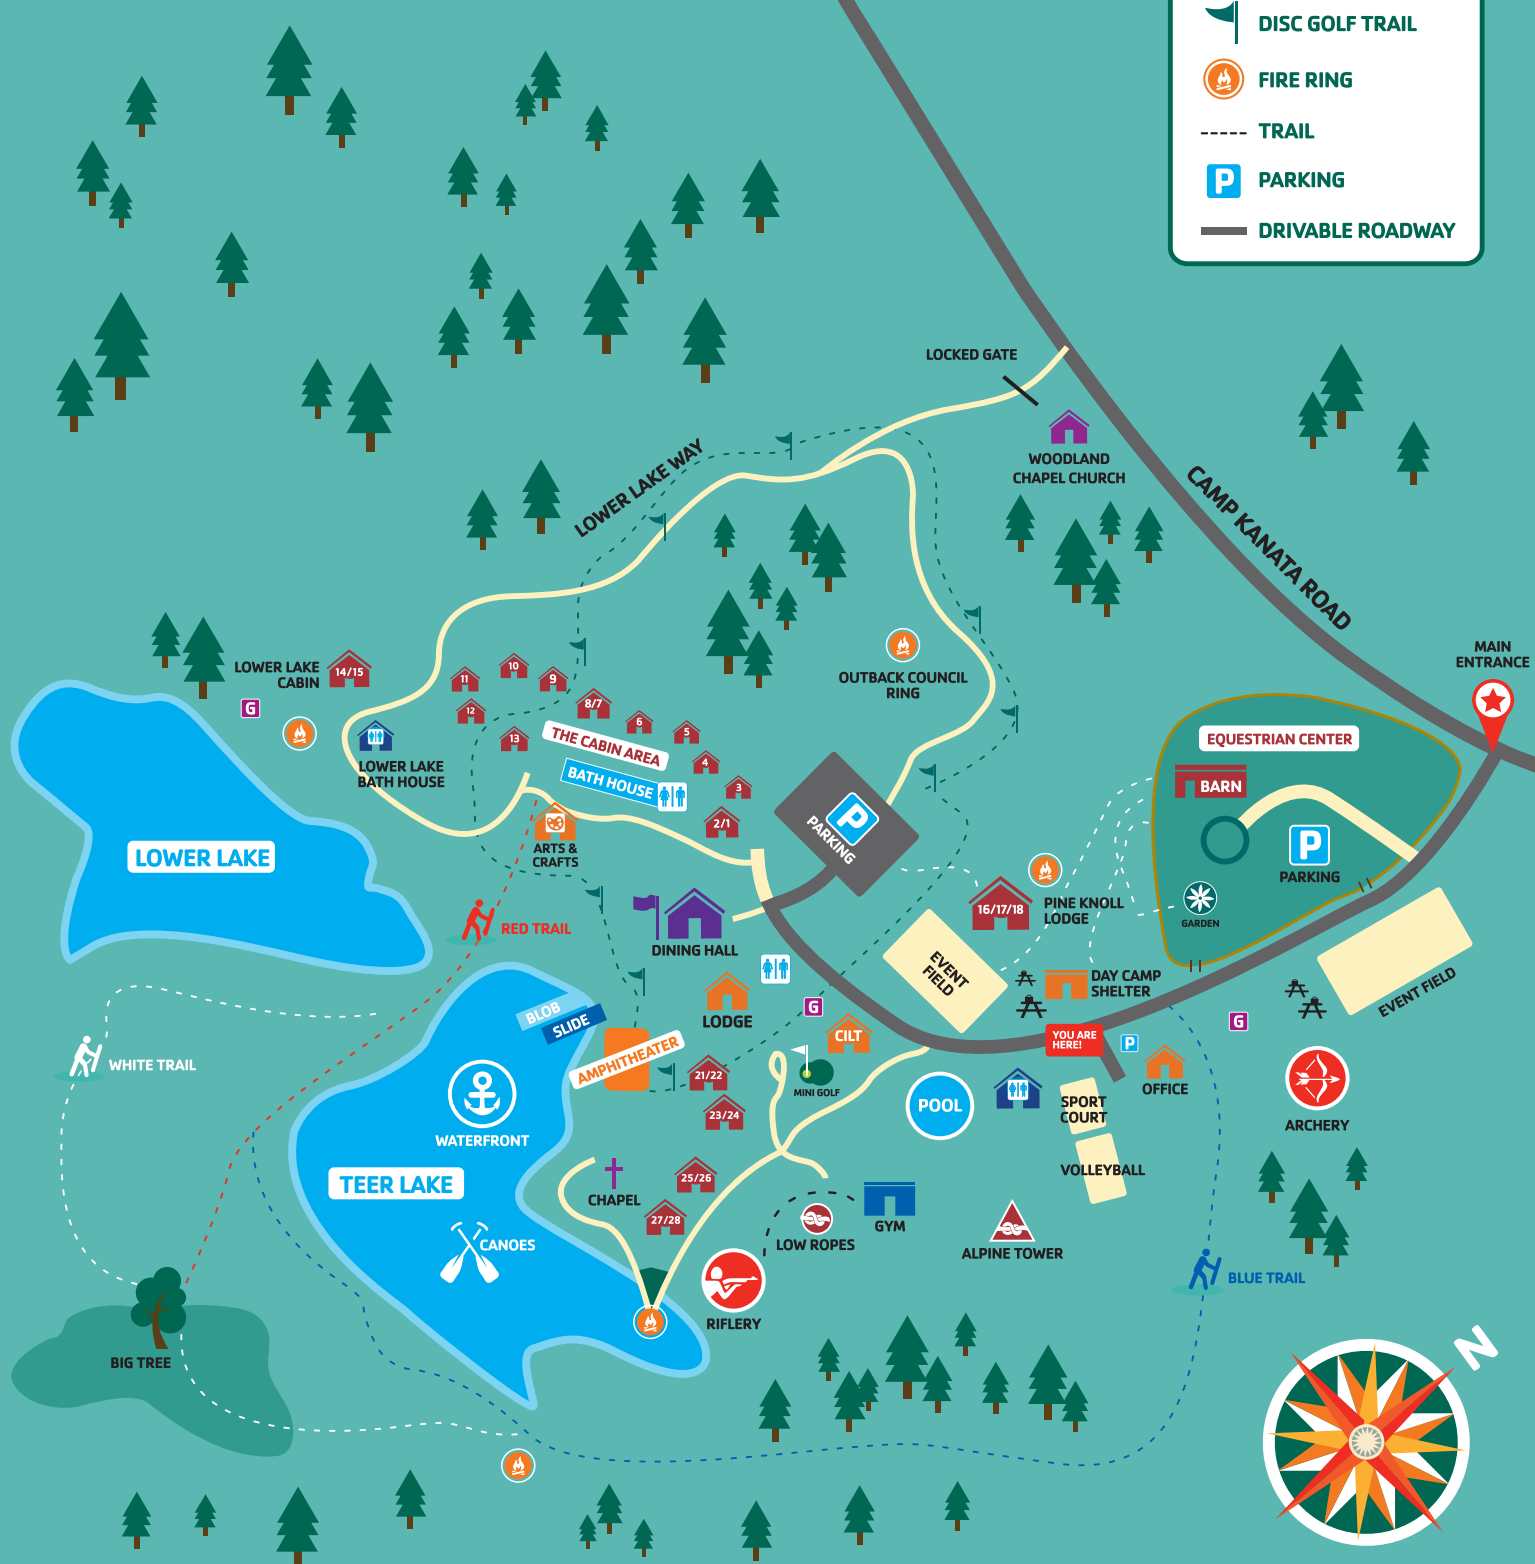 DISC GOLF TRAIL
FIRE RING
TRAIL
P
PARKING
DRIVABLE ROADWAY
LOCKED GATE
WOODLAND
CHAPEL CHURCH
LOWER LAKE WAY
CAMP KANATA ROAD
MAIN
ENTRANCE
LOWER LAKE
CABIN
14/15
G
11
10
9
12
8/7
6
5
13
4
3
2/1
THE CABIN AREA
BATH HOUSE
OUTBACK COUNCIL
RING
LOWER LAKE
BATH HOUSE
EQUESTRIAN CENTER
BARN
P
PARKING
P
PARKING
GARDEN
LOWER LAKE
ARTS &
CRAFTS
RED TRAIL
DINING HALL
16/17/18
PINE KNOLL
LODGE
EVENT
FIELD
DAY CAMP
SHELTER
EVENT FIELD
BLOB
SLIDE
LODGE
G
CILT
YOU ARE
HERE!
P
G
WHITE TRAIL
AMPHITHEATER
21/22
MINI GOLF
23/24
POOL
OFFICE
SPORT
COURT
ARCHERY
WATERFRONT
TEER LAKE
VOLLEYBALL
CHAPEL
25/26
27/28
GYM
LOW ROPES
ALPINE TOWER
CANOES
BLUE TRAIL
RIFLERY
BIG TREE
N